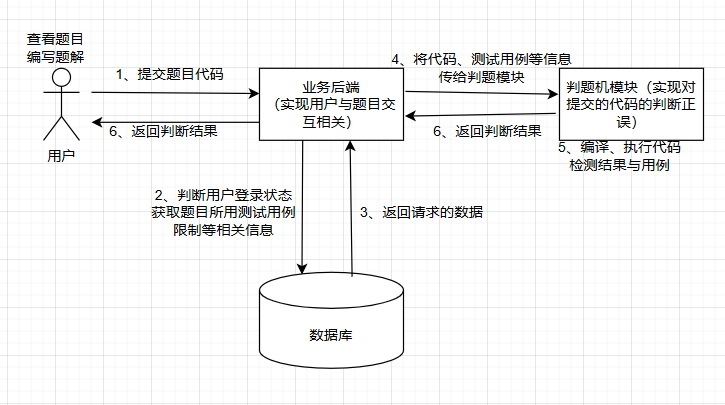 查看题目
编写题解
用户
1、提交题目代码
6、返回判断结果
业务后端
（实现用户与题目交
互相关）
4、将代码、测试用例等信息
传给判题模块
6、返回判断结果
判题机模块（实现对
提交的代码的判断正
误）
5、编译、执行代码
检测结果与用例
2、判断用户登录状态
获取题目所用测试用例
限制等相关信息
3、返回请求的数据
数据库